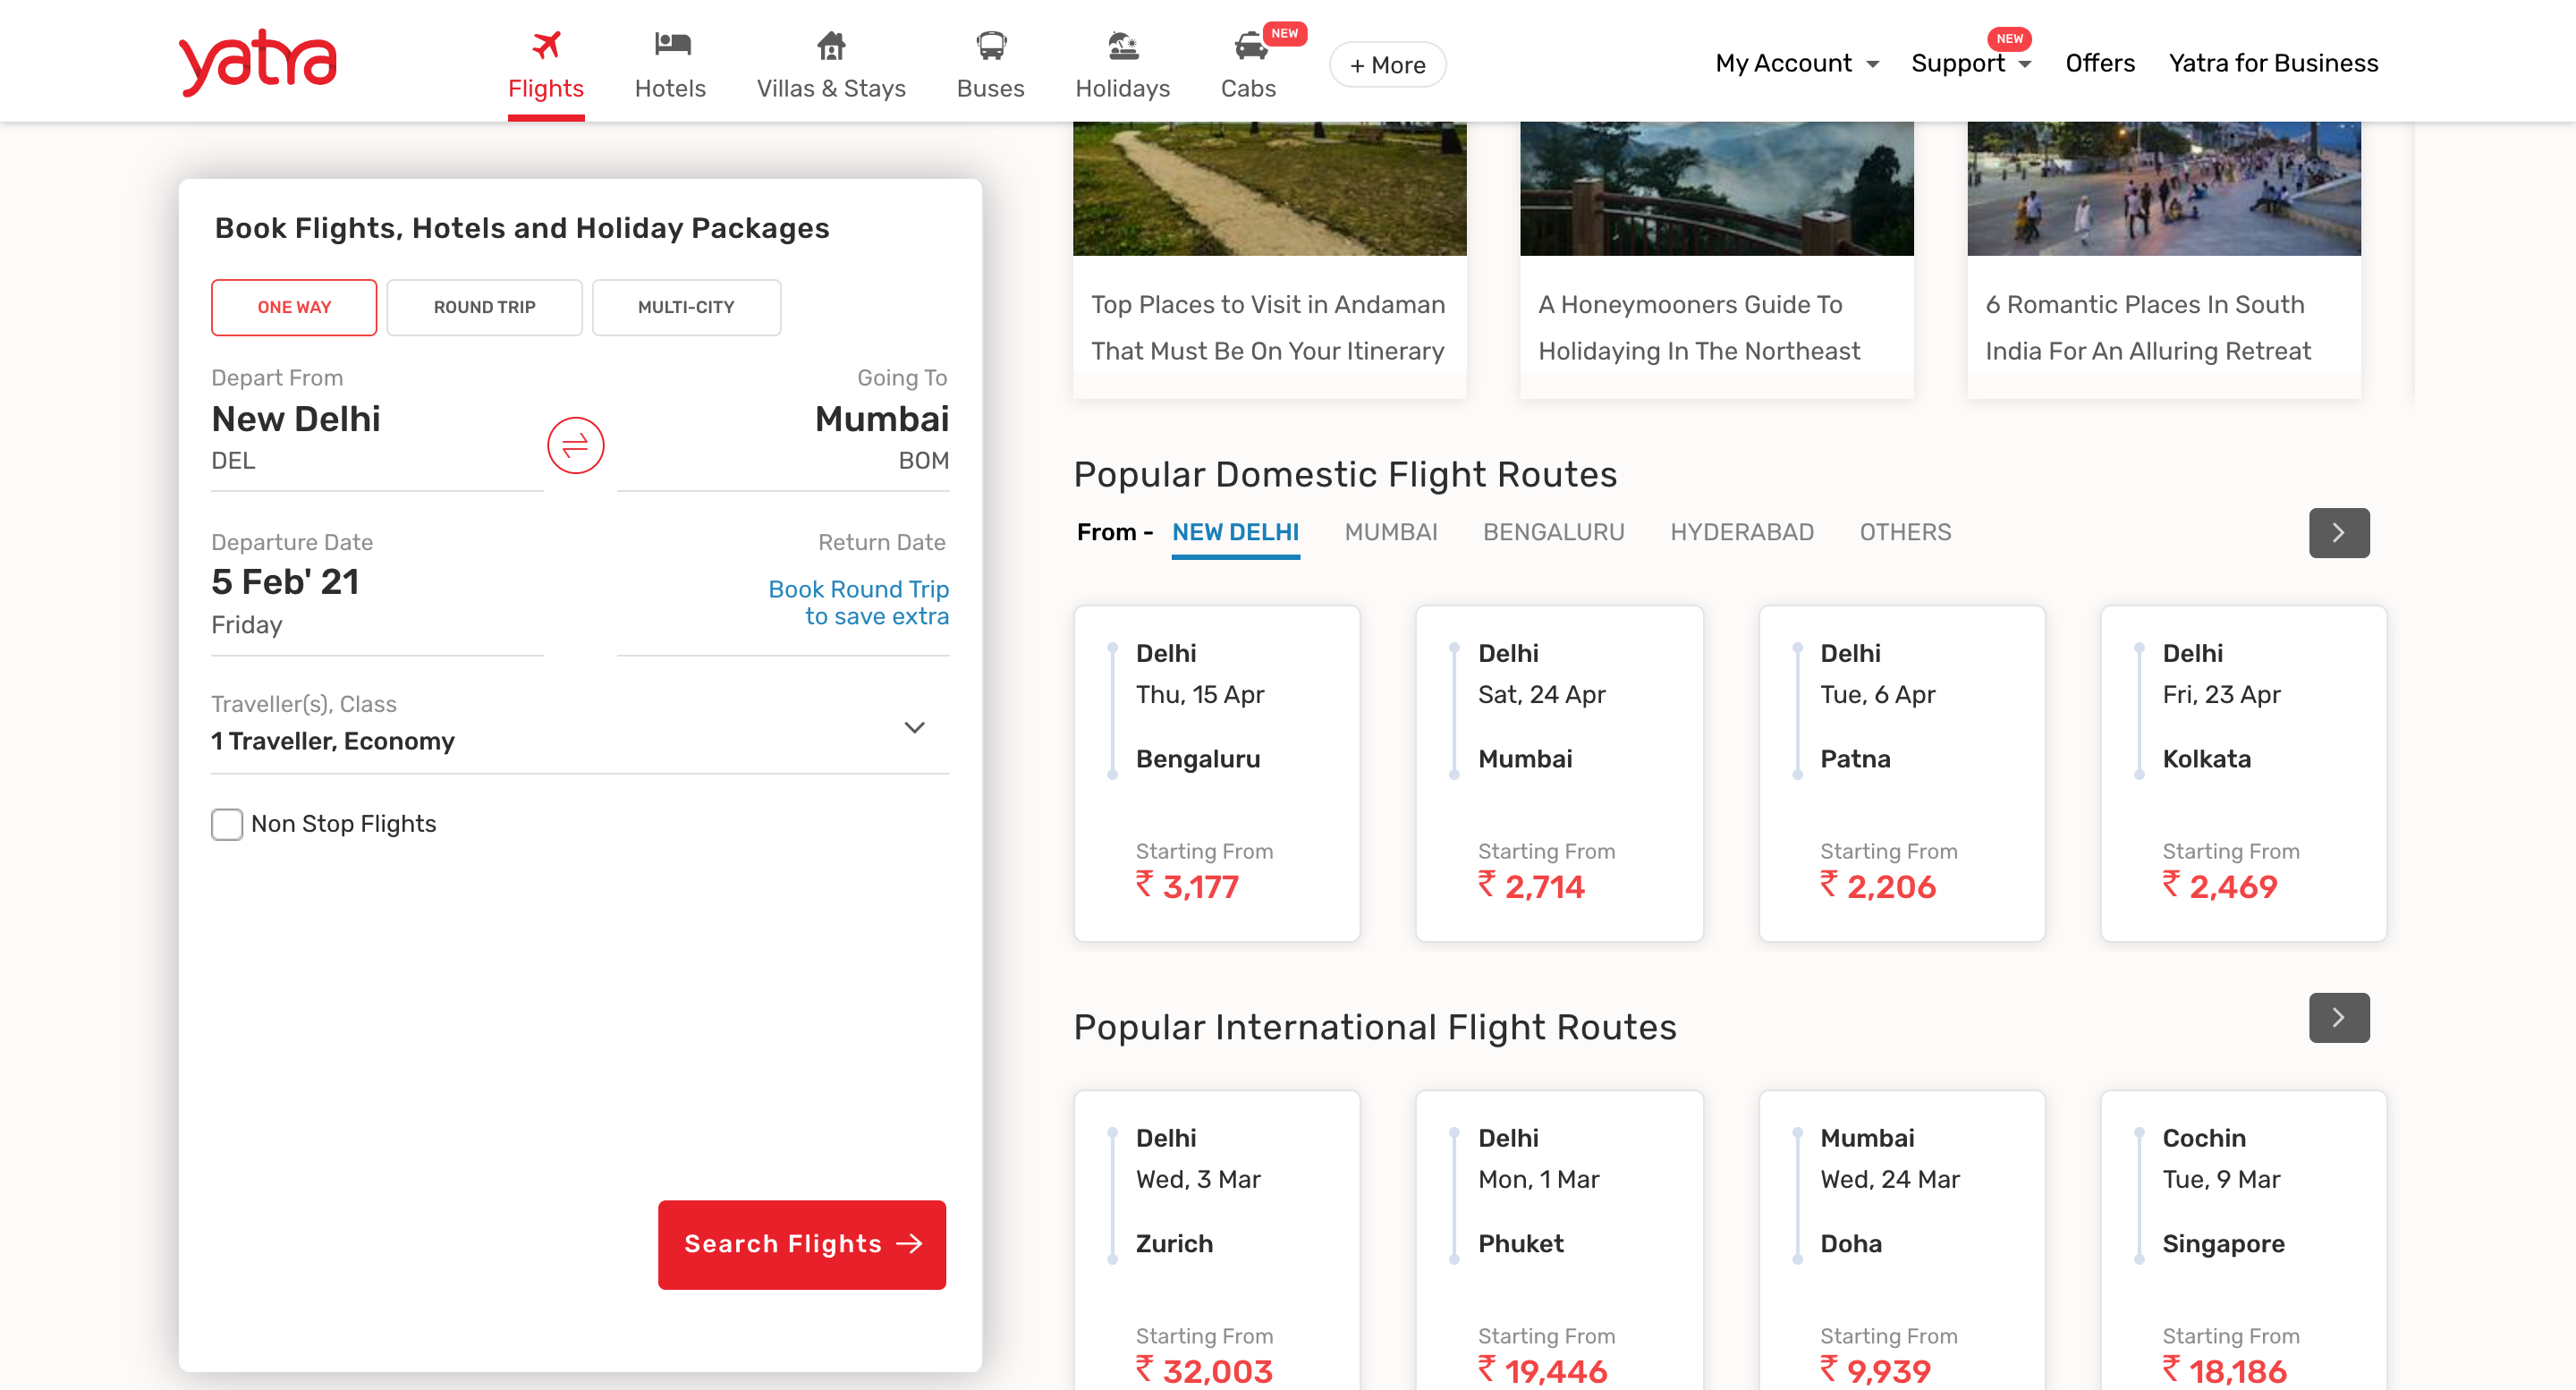 yatra
Flights
Hotels
Villas & Stays
Buses
Holidays
NEW
Cabs
+ More
My Account
NEW
Support
Offers
Yatra for Business
Book Flights, Hotels and Holiday Packages
ONE WAY
ROUND TRIP
MULTI-CITY
Depart From
New Delhi
DEL
Going To
Mumbai
BOM
Departure Date
5 Feb' 21
Friday
Return Date
Book Round Trip
to save extra
Traveller(s), Class
1 Traveller, Economy
Non Stop Flights
Search Flights
Top Places to Visit in Andaman
That Must Be On Your Itinerary
A Honeymooners Guide To
Holidaying In The Northeast
6 Romantic Places In South
India For An Alluring Retreat
Popular Domestic Flight Routes
From - NEW DELHI MUMBAI BENGALURU HYDERABAD OTHERS
Delhi
Thu, 15 Apr
Bengaluru
Starting From
₹ 3,177
Delhi
Sat, 24 Apr
Mumbai
Starting From
₹ 2,714
Delhi
Tue, 6 Apr
Patna
Starting From
₹ 2,206
Delhi
Fri, 23 Apr
Kolkata
Starting From
₹ 2,469
Popular International Flight Routes
Delhi
Wed, 3 Mar
Zurich
Starting From
₹ 32,003
Delhi
Mon, 1 Mar
Phuket
Starting From
₹ 19,446
Mumbai
Wed, 24 Mar
Doha
Starting From
₹ 9,939
Cochin
Tue, 9 Mar
Singapore
Starting From
₹ 18,186